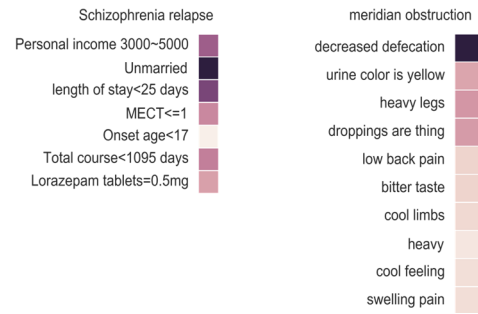 Schizophrenia relapse
Personal income 3000~5000
Unmarried
length of stay<25 days
MECT<=1
Onset age<17
Total course<1095 days
Lorazepam tablets=0.5mg
meridian obstruction
decreased defecation
urine color is yellow
heavy legs
droppings are thing
low back pain
bitter taste
cool limbs
heavy
cool feeling
swelling pain